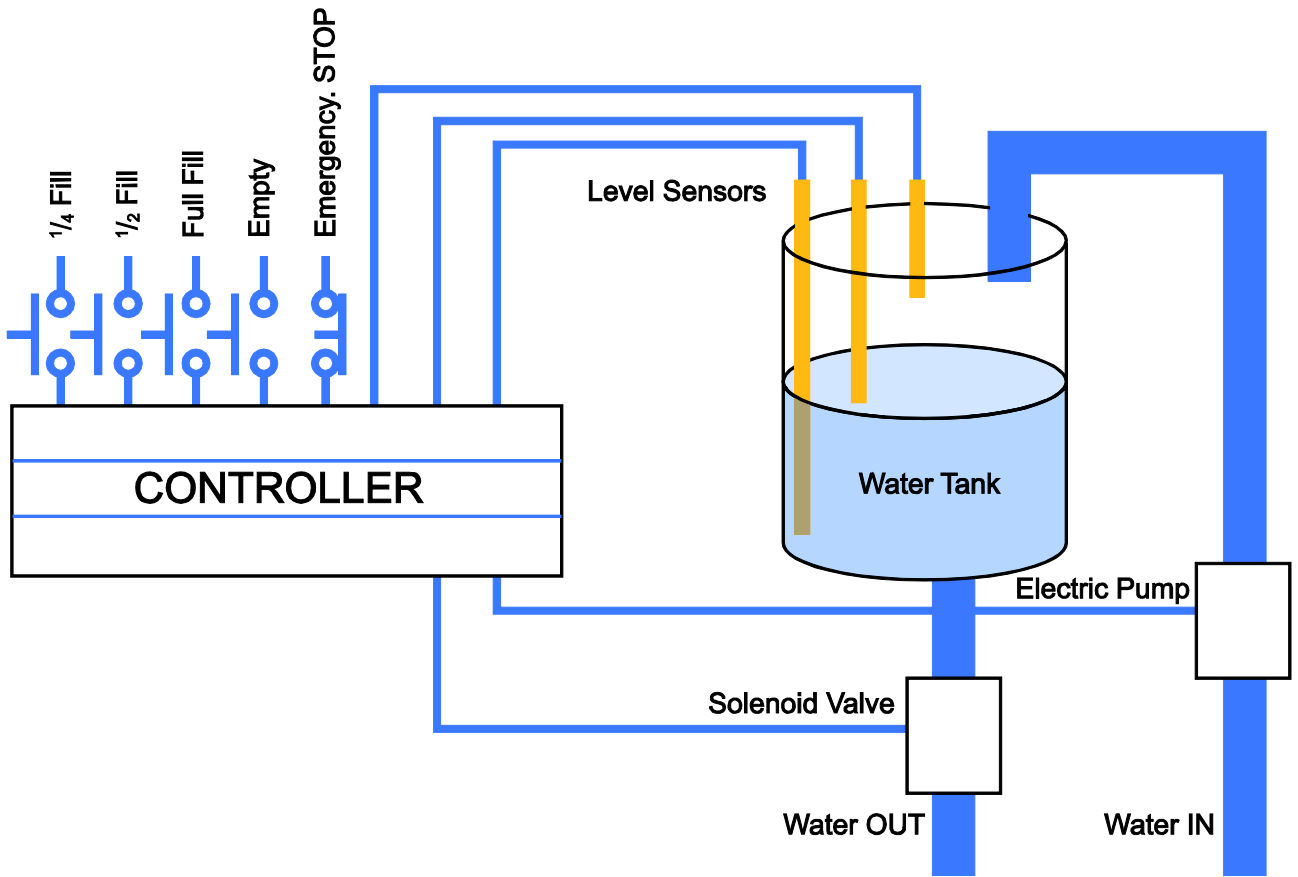 1/4 Fill
1/2 Fill
Full Fill
Empty
Emergency. STOP
Level Sensors
CONTROLLER
Water Tank
Electric Pump
Solenoid Valve
Water OUT
Water IN